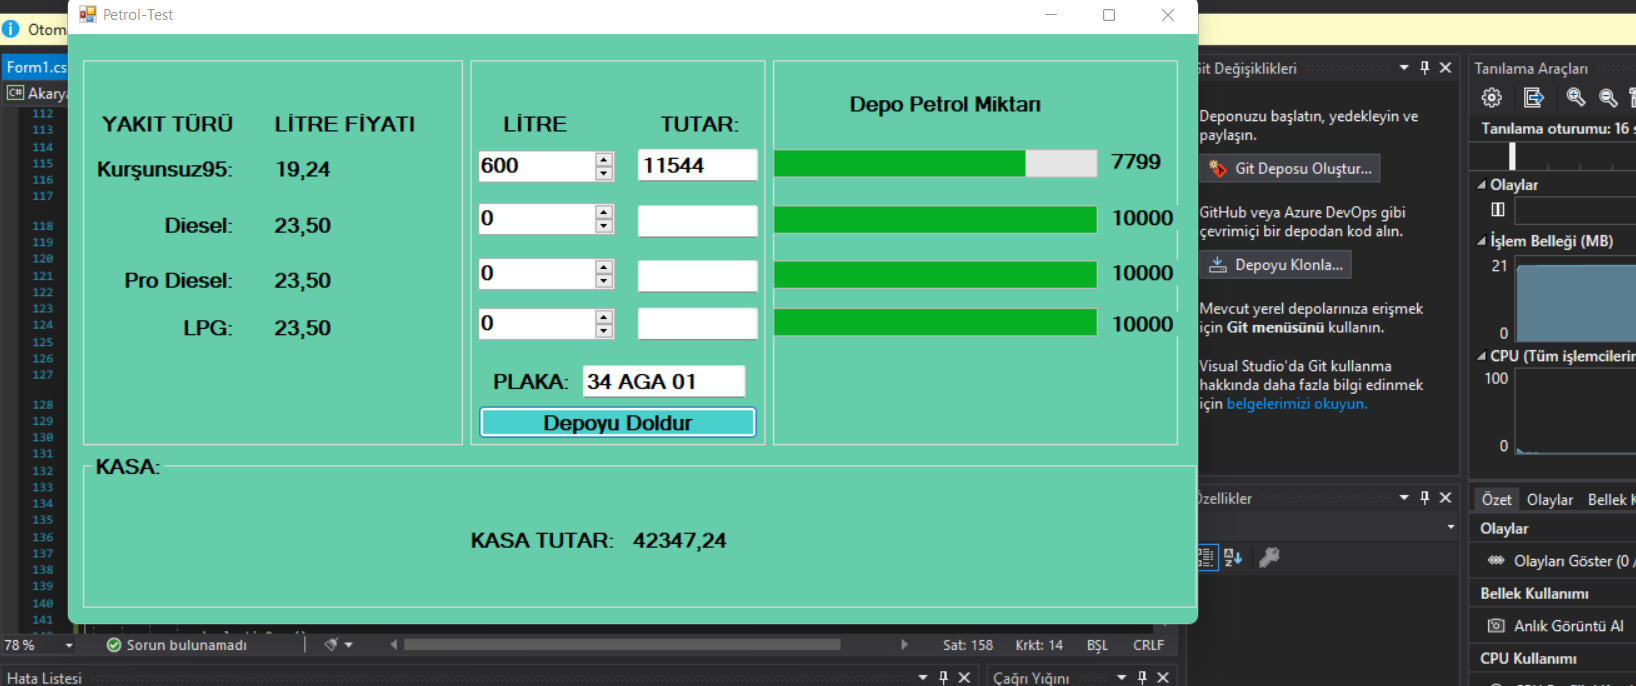 Petrol-Test
Otom
Form1.cs
Akarya
112
113
114
115
116
117
118
119
120
121
122
123
124
125
126
127
128
129
130
131
132
133
134
135
136
137
138
139
140
141
YAKIT TÜRÜ LİTRE FİYATI
Kurşunsuz95: 19,24
Diesel: 23,50
Pro Diesel: 23,50
LPG: 23,50
LİTRE TUTAR:
600 11544
0
0
0
PLAKA: 34 AGA 01
Depoyu Doldur
Depo Petrol Miktarı
7799
10000
10000
10000
KASA:
KASA TUTAR: 42347,24
78 % Sorun bulunamadı Sat: 158 Krkt: 14 BŞL CRLF
Hata Listesi
Çağrı Yığını
Git Değişiklikleri
Deponuzu başlatın, yedekleyin ve
paylaşın.
Git Deposu Oluştur...
GitHub veya Azure DevOps gibi
çevrimiçi bir depodan kod alın.
Depoyu Klonla...
Mevcut yerel depolarınıza erişmek
için Git menüsünü kullanın.
Visual Studio'da Git kullanma
hakkında daha fazla bilgi edinmek
için belgelerimizi okuyun.
Özellikler
Tanılama Araçları
Tanılama oturumu: 16 s
Olaylar
İşlem Belleği (MB)
21
0
CPU (Tüm işlemcilerin
100
0
Özet Olaylar Bellek K
Olaylar
Olayları Göster (0 /
Bellek Kullanımı
Anlık Görüntü Al
CPU Kullanımı